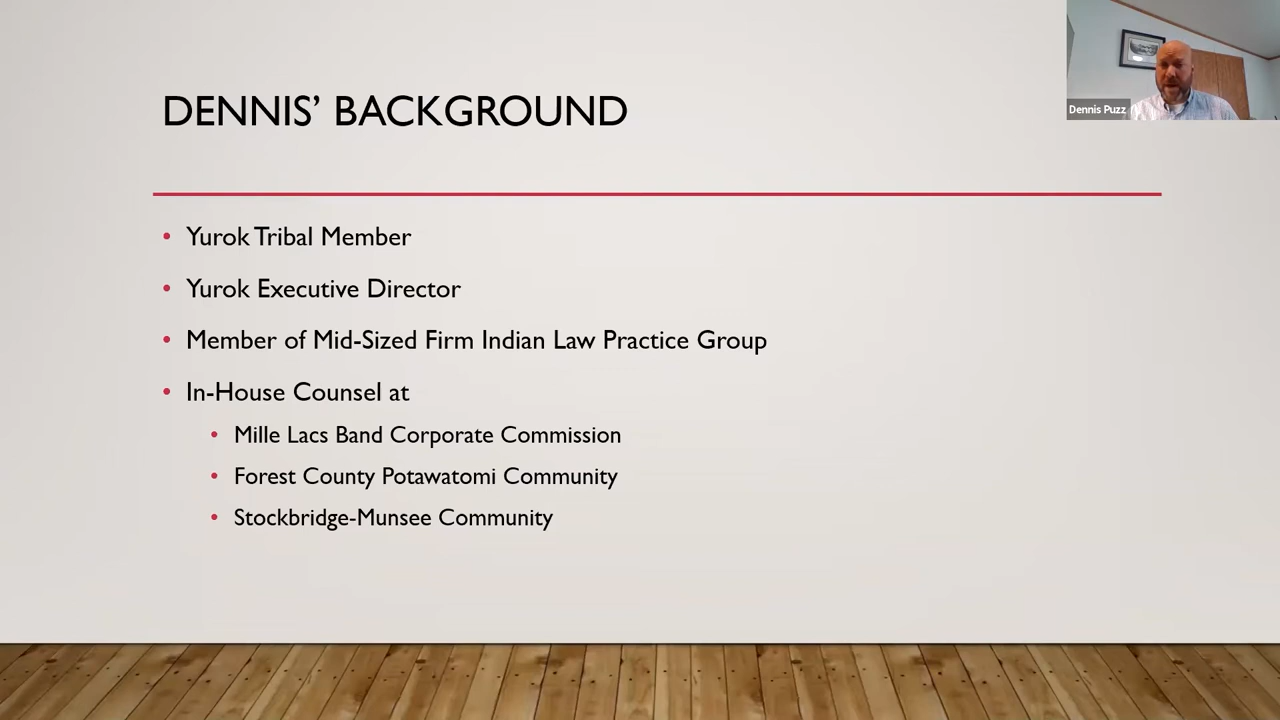 DENNIS’ BACKGROUND
Dennis Puzz
• Yurok Tribal Member
• Yurok Executive Director
• Member of Mid-Sized Firm Indian Law Practice Group
• In-House Counsel at
• Mille Lacs Band Corporate Commission
• Forest County Potawatomi Community
• Stockbridge-Munsee Community